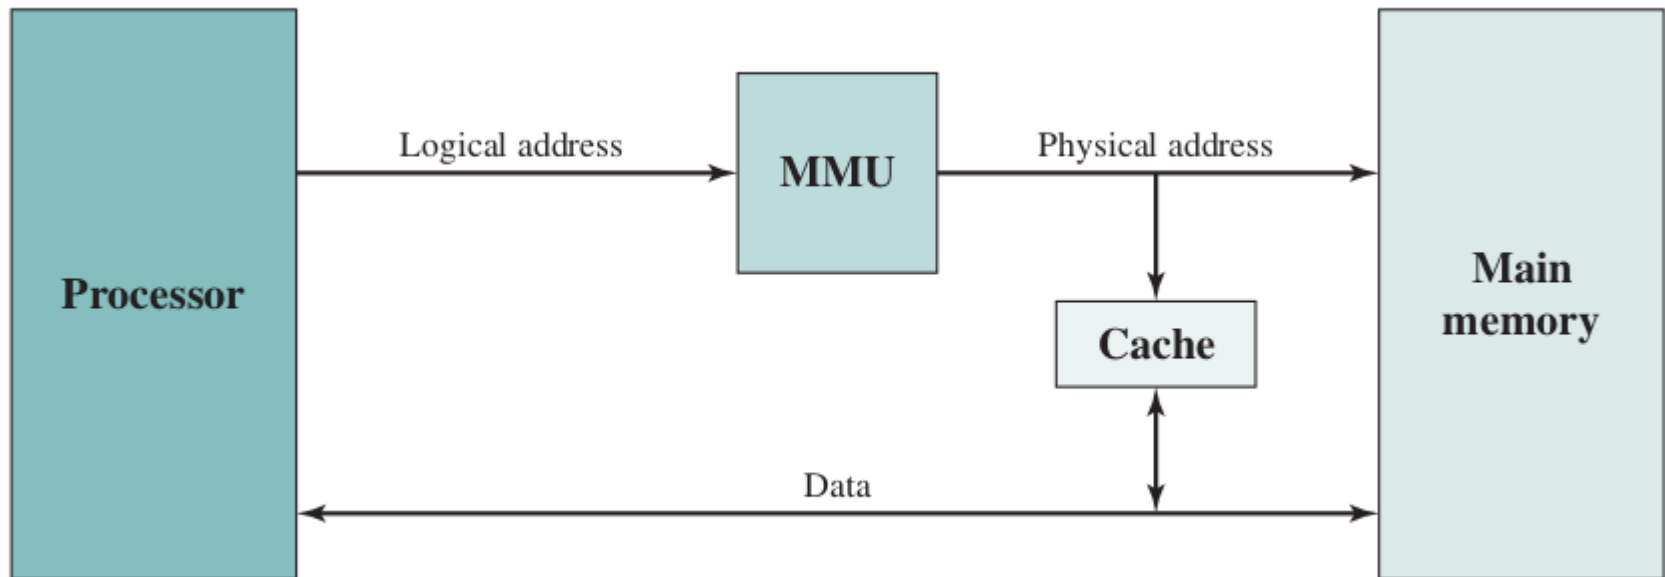 Logical address
MMU
Physical address
Processor
Main
memory
Cache
Data